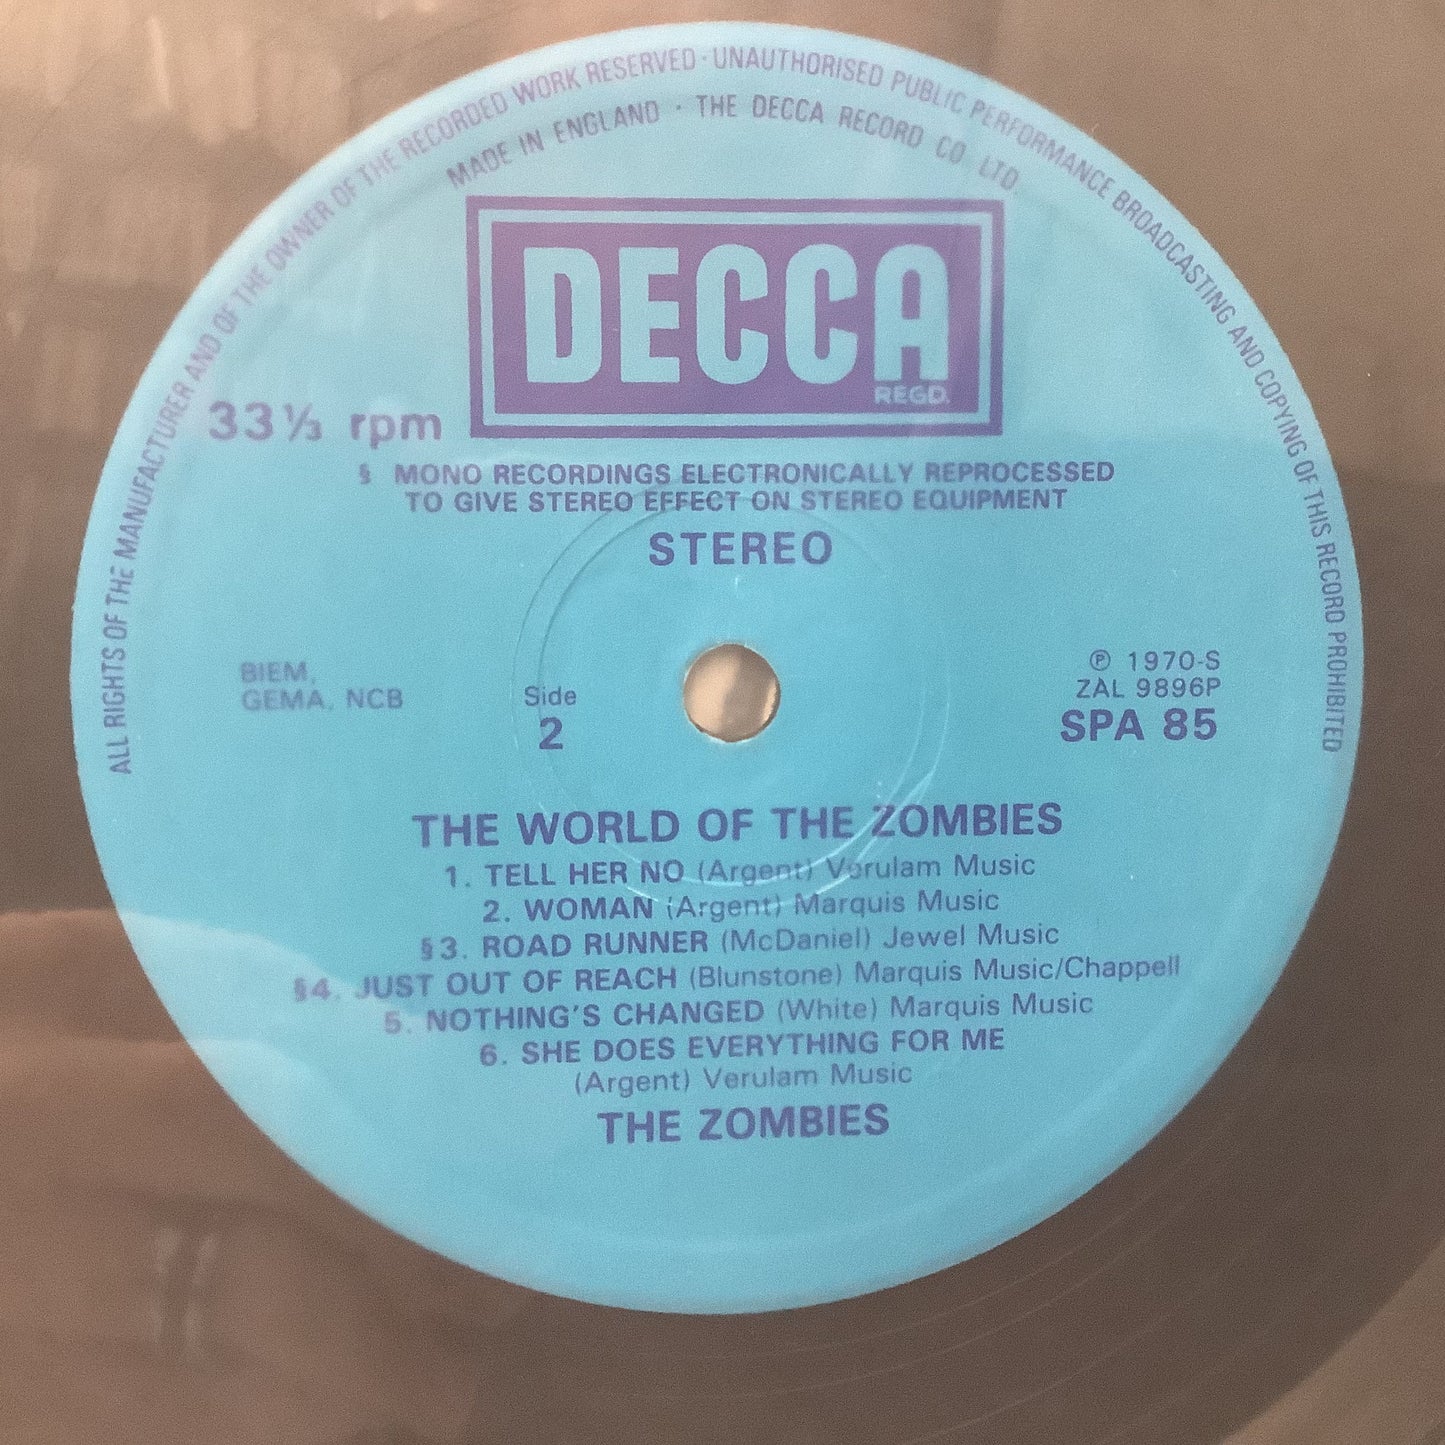 ALL RIGHTS OF THE MANUFACTURER AND OF THE OWNER OF THE RECORDED WORK RESERVED · UNAUTHORISED PUBLIC PERFORMANCE BROADCASTING AND COPYING OF THIS RECORD PROHIBITED
MADE IN ENGLAND · THE DECCA RECORD CO. LTD.
DECCA
REGD.
33 ⅓ rpm
§ MONO RECORDINGS ELECTRONICALLY REPROCESSED
TO GIVE STEREO EFFECT ON STEREO EQUIPMENT
STEREO
BIEM,
GEMA, NCB
Side
2
℗ 1970-S
ZAL 9896P
SPA 85
THE WORLD OF THE ZOMBIES
1. TELL HER NO (Argent) Verulam Music
2. WOMAN (Argent) Marquis Music
§3. ROAD RUNNER (McDaniel) Jewel Music
§4. JUST OUT OF REACH (Blunstone) Marquis Music/Chappell
5. NOTHING'S CHANGED (White) Marquis Music
6. SHE DOES EVERYTHING FOR ME
(Argent) Verulam Music
THE ZOMBIES